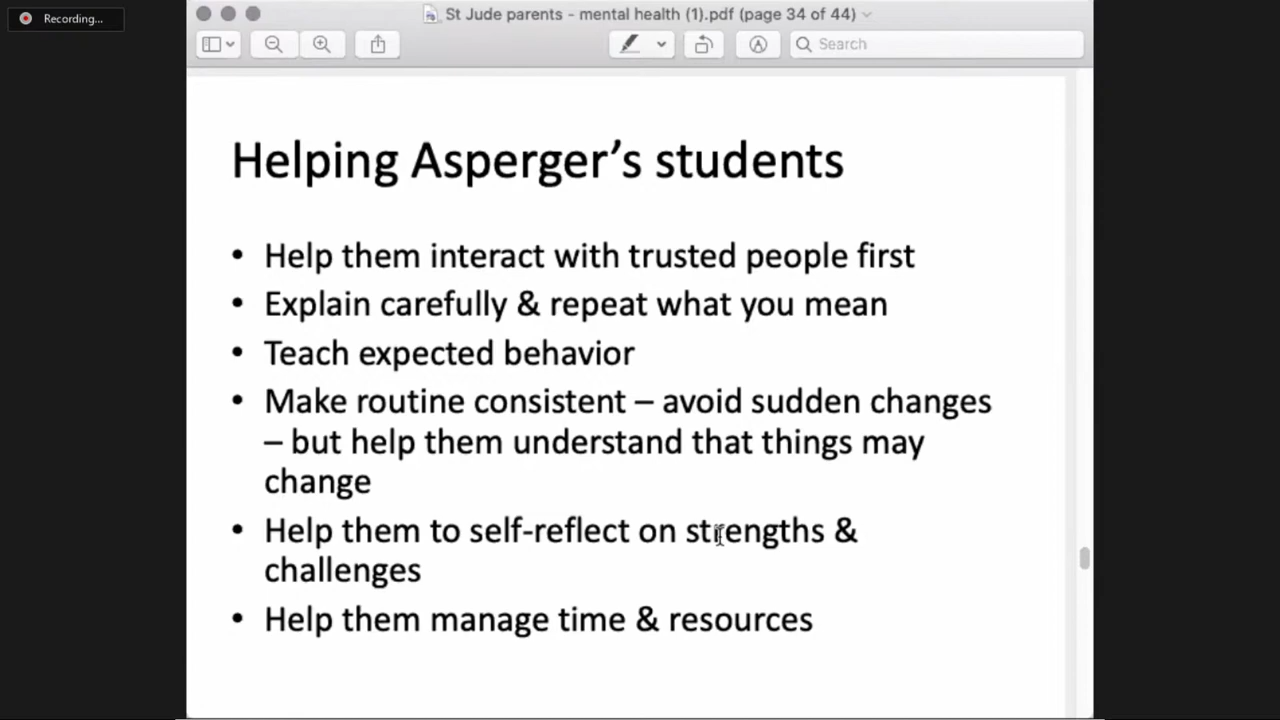 Recording...
St Jude parents - mental health (1).pdf (page 34 of 44)
Search
Helping Asperger’s students
• Help them interact with trusted people first
• Explain carefully & repeat what you mean
• Teach expected behavior
• Make routine consistent – avoid sudden changes
– but help them understand that things may
change
• Help them to self-reflect on strengths &
challenges
• Help them manage time & resources